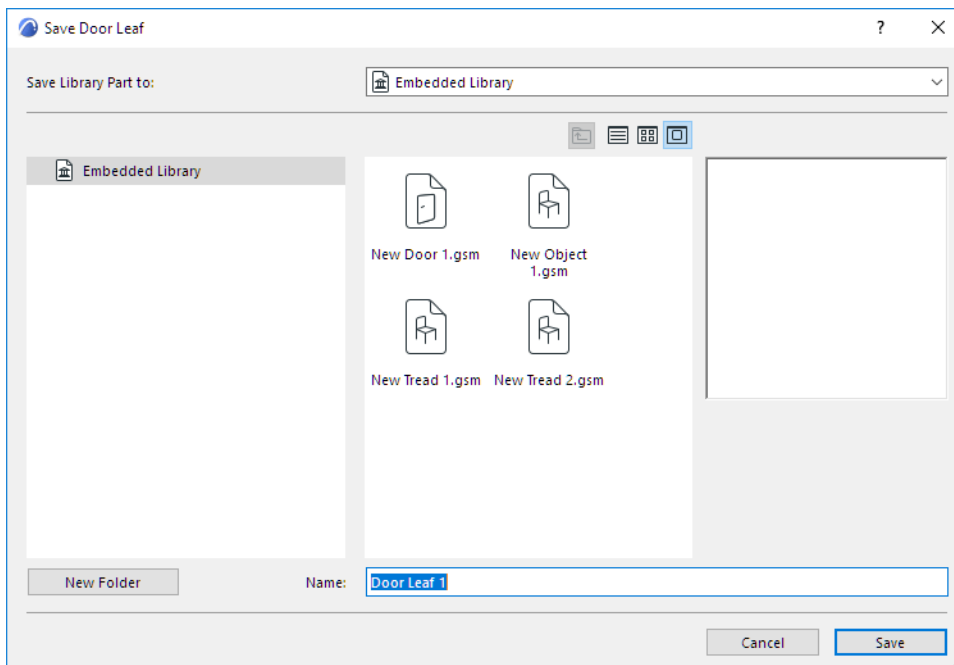 Save Door Leaf
?
Save Library Part to:
Embedded Library
Embedded Library
New Door 1.gsm
New Object
1.gsm
New Tread 1.gsm
New Tread 2.gsm
New Folder
Name:
Door Leaf 1
Cancel
Save